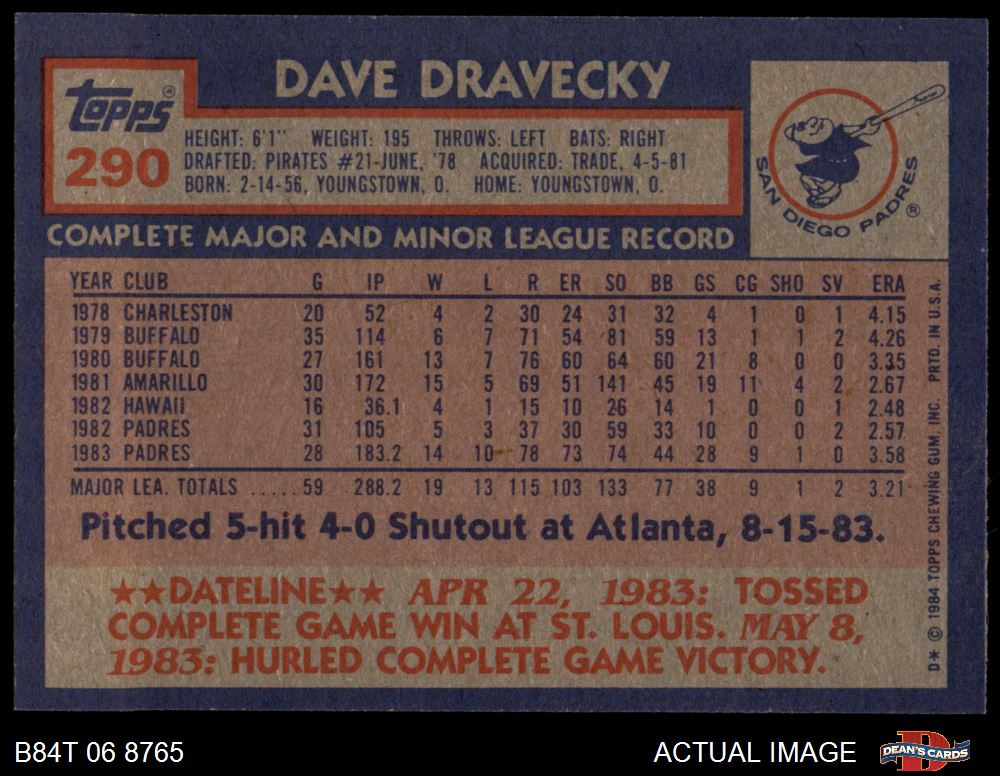 DAVE DRAVECKY
Topps®
290
HEIGHT: 6'1" WEIGHT: 195 THROWS: LEFT BATS: RIGHT
DRAFTED: PIRATES #21-JUNE, '78 ACQUIRED: TRADE, 4-5-81
BORN: 2-14-56, YOUNGSTOWN, O. HOME: YOUNGSTOWN, O.
SAN DIEGO PADRES ®
COMPLETE MAJOR AND MINOR LEAGUE RECORD
YEAR CLUB G IP W L R ER SO BB GS CG SHO SV ERA
1978 CHARLESTON 20 52 4 2 30 24 31 32 4 1 0 1 4.15
1979 BUFFALO 35 114 6 7 71 54 81 59 13 1 1 2 4.26
1980 BUFFALO 27 161 13 7 76 60 64 60 21 8 0 0 3.35
1981 AMARILLO 30 172 15 5 69 51 141 45 19 11 4 2 2.67
1982 HAWAII 16 36.1 4 1 15 10 26 14 1 0 0 1 2.48
1982 PADRES 31 105 5 3 37 30 59 33 10 0 0 2 2.57
1983 PADRES 28 183.2 14 10 78 73 74 44 28 9 1 0 3.58
MAJOR LEA. TOTALS ..... 59 288.2 19 13 115 103 133 77 38 9 1 2 3.21
Pitched 5-hit 4-0 Shutout at Atlanta, 8-15-83.
★★DATELINE★★ APR 22, 1983: TOSSED
COMPLETE GAME WIN AT ST. LOUIS. MAY 8,
1983: HURLED COMPLETE GAME VICTORY.
D* © 1984 TOPPS CHEWING GUM, INC. PRTD. IN U.S.A.
B84T 06 8765
ACTUAL IMAGE
DEAN'S CARDS